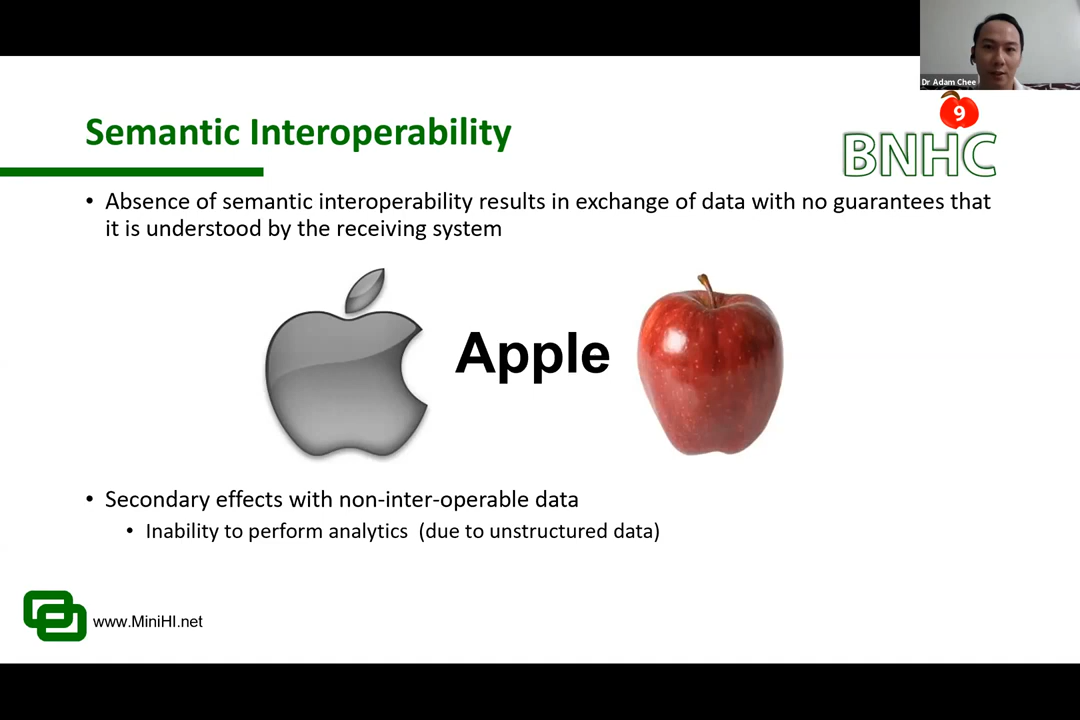 Dr Adam Chee
9
BNHC
Semantic Interoperability
• Absence of semantic interoperability results in exchange of data with no guarantees that
it is understood by the receiving system
Apple
• Secondary effects with non-inter-operable data
• Inability to perform analytics (due to unstructured data)
www.MiniHI.net